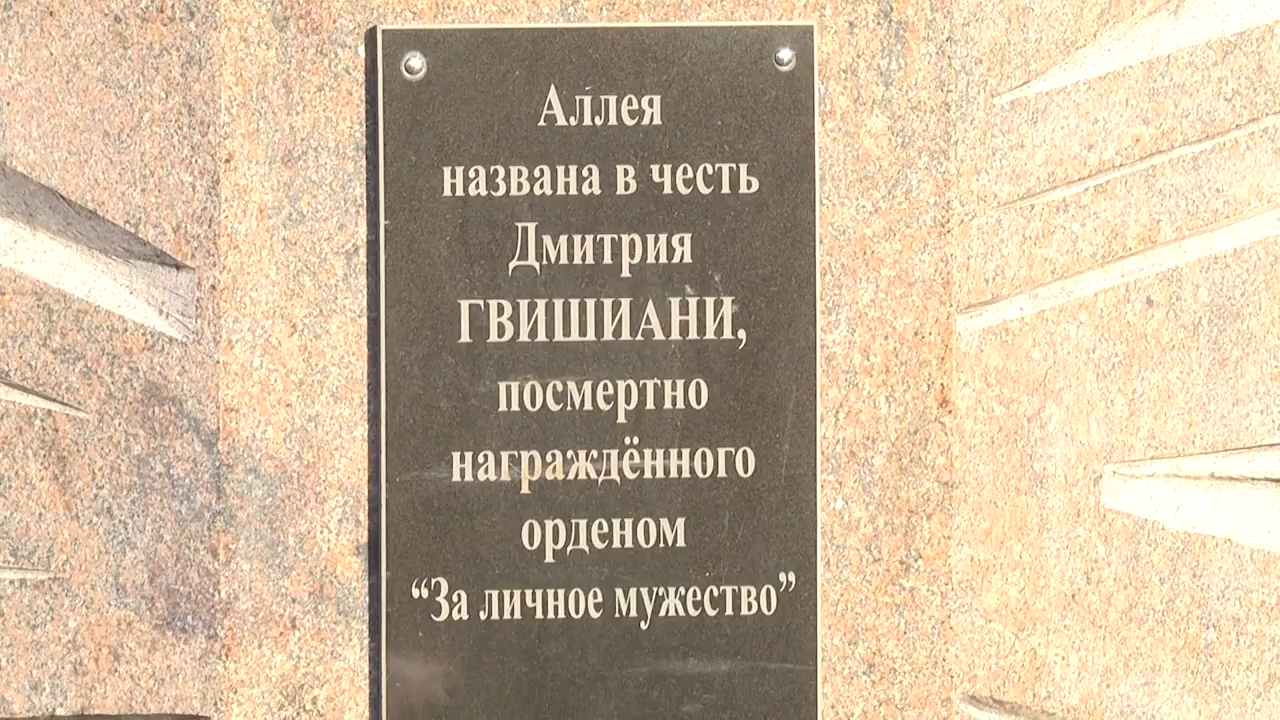 Аллея
названа в честь
Дмитрия
ГВИШИАНИ,
посмертно
награждённого
орденом
“За личное мужество”